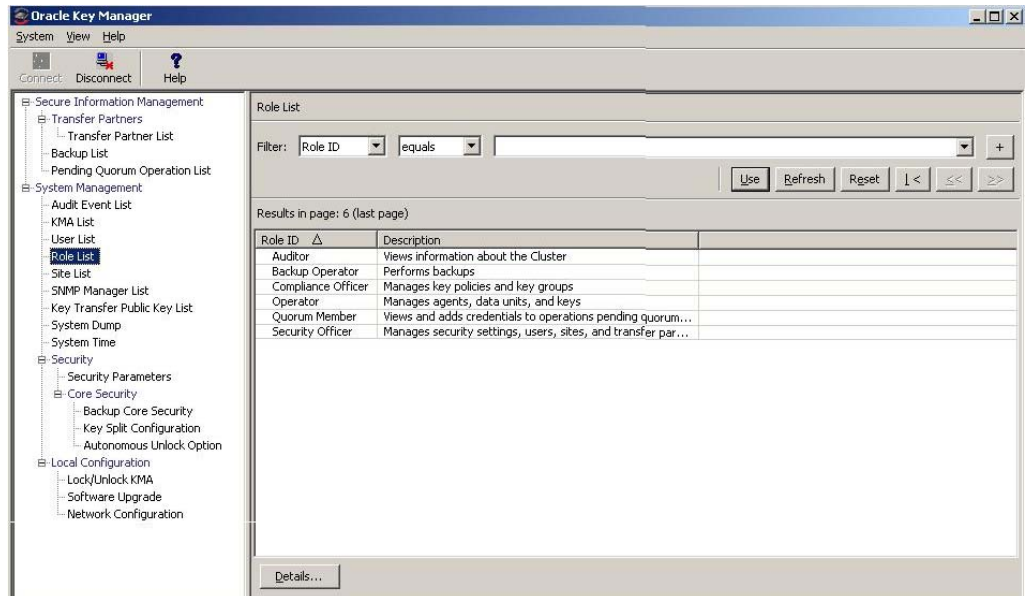 Oracle Key Manager
System View Help
Connect Disconnect Help
Secure Information Management
Transfer Partners
Transfer Partner List
Backup List
Pending Quorum Operation List
System Management
Audit Event List
KMA List
User List
Role List
Site List
SNMP Manager List
Key Transfer Public Key List
System Dump
System Time
Security
Security Parameters
Core Security
Backup Core Security
Key Split Configuration
Autonomous Unlock Option
Local Configuration
Lock/Unlock KMA
Software Upgrade
Network Configuration
Role List
Filter: Role ID equals +
Use Refresh Reset |< << >>
Results in page: 6 (last page)
Role ID Description
Auditor Views information about the Cluster
Backup Operator Performs backups
Compliance Officer Manages key policies and key groups
Operator Manages agents, data units, and keys
Quorum Member Views and adds credentials to operations pending quorum...
Security Officer Manages security settings, users, sites, and transfer par...
Details...